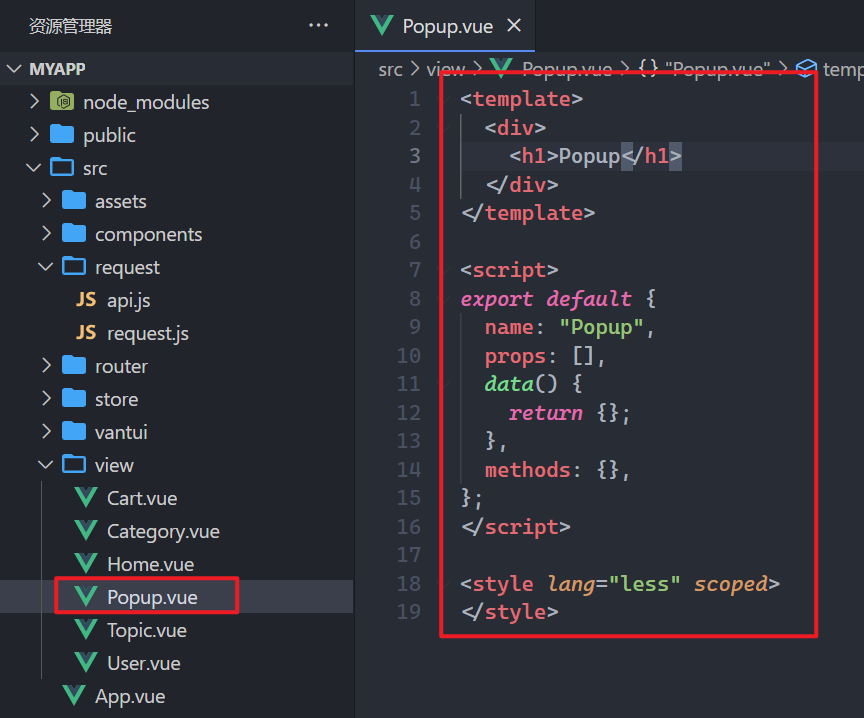 资源管理器 ···
MYAPP
node_modules
public
src
assets
components
request
JS api.js
JS request.js
router
store
vantui
view
Cart.vue
Category.vue
Home.vue
Popup.vue
Topic.vue
User.vue
App.vue
Popup.vue ×
src > view > Popup.vue > {} "Popup.vue" > temp
1 <template>
2   <div>
3     <h1>Popup</h1>
4   </div>
5 </template>
6
7 <script>
8 export default {
9   name: "Popup",
10   props: [],
11   data() {
12     return {};
13   },
14   methods: {},
15 };
16 </script>
17
18 <style lang="less" scoped>
19 </style>